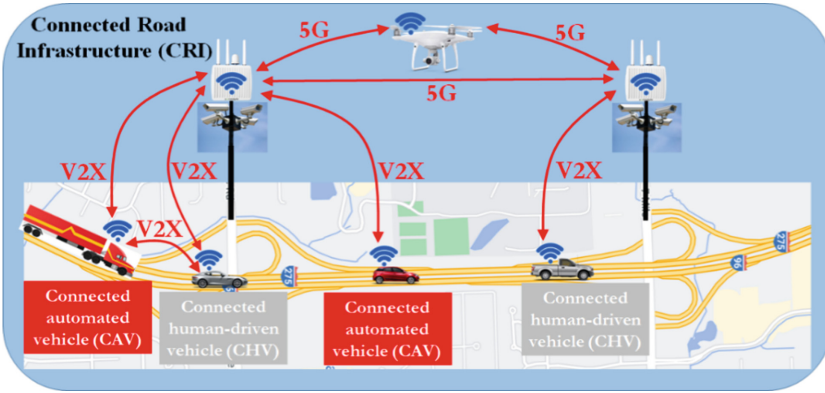 Connected Road
Infrastructure (CRI)
5G
5G
5G
V2X
V2X
V2X
V2X
V2X
275
275
96
Connected
automated
vehicle (CAV)
Connected
human-driven
vehicle (CHV)
Connected
automated
vehicle (CAV)
Connected
human-driven
vehicle (CHV)